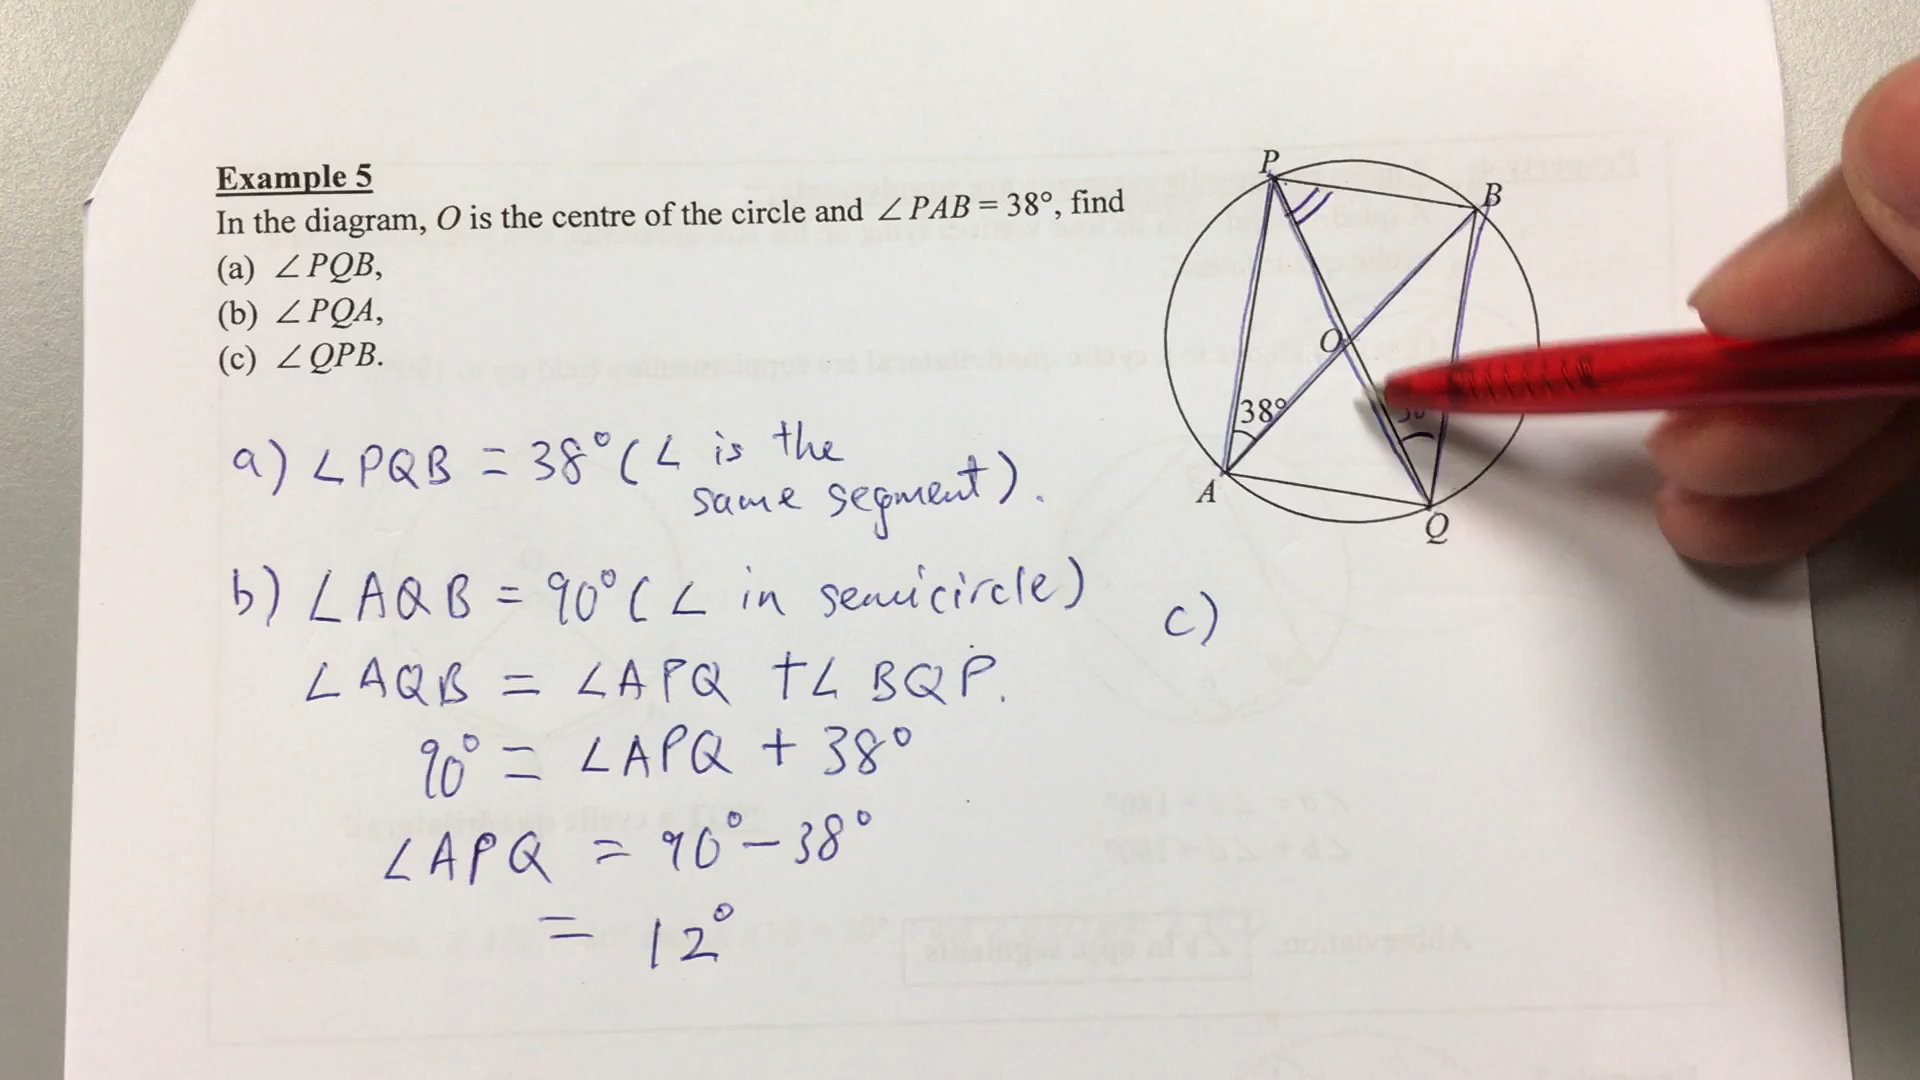 Example 5
In the diagram, O is the centre of the circle and ∠PAB = 38°, find
(a) ∠PQB,
(b) ∠PQA,
(c) ∠QPB.
P
B
O
38°
A
Q
a) ∠PQB = 38° (∠ is the
same segment).
b) ∠AQB = 90° (∠ in semicircle)
∠AQB = ∠APQ + ∠BQP.
90° = ∠APQ + 38°
∠APQ = 90° - 38°
= 12°
c)